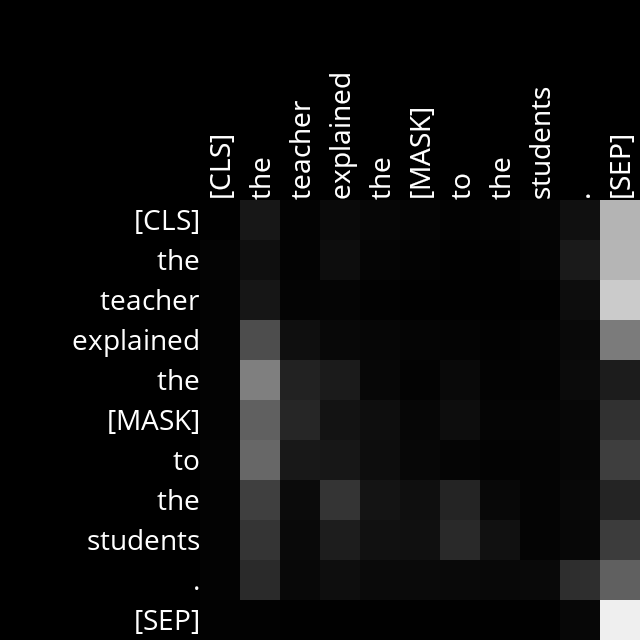 [CLS] the teacher explained the [MASK] to the students . [SEP]
[CLS]
the
teacher
explained
the
[MASK]
to
the
students
.
[SEP]